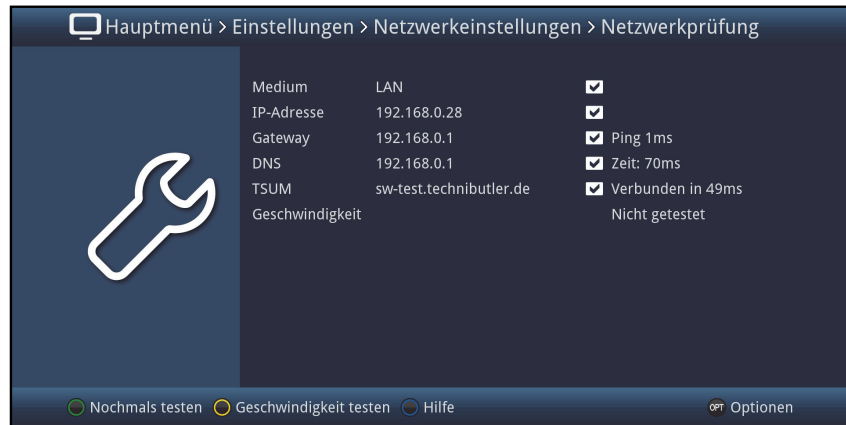 Hauptmenü > Einstellungen > Netzwerkeinstellungen > Netzwerkprüfung
Medium LAN
IP-Adresse 192.168.0.28
Gateway 192.168.0.1 Ping 1ms
DNS 192.168.0.1 Zeit: 70ms
TSUM sw-test.technibutler.de Verbunden in 49ms
Geschwindigkeit Nicht getestet
Nochmals testen Geschwindigkeit testen Hilfe OPT Optionen